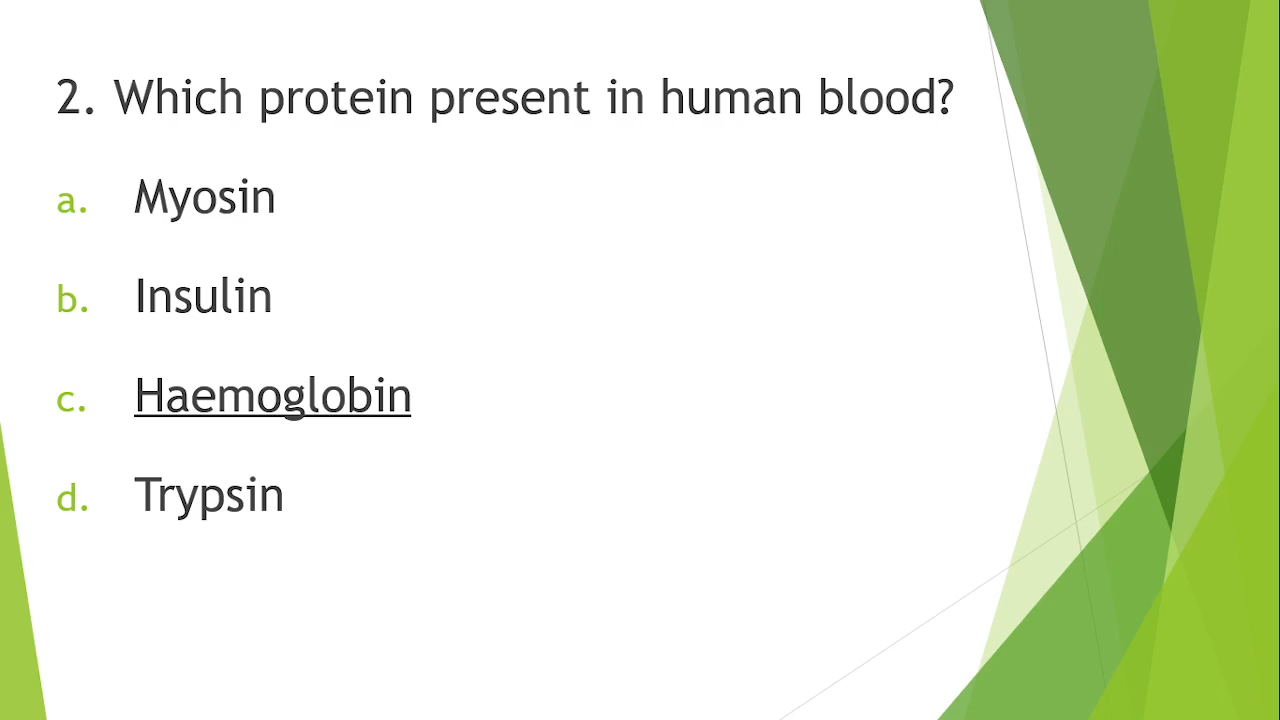 2. Which protein present in human blood?
a. Myosin
b. Insulin
c. Haemoglobin
d. Trypsin